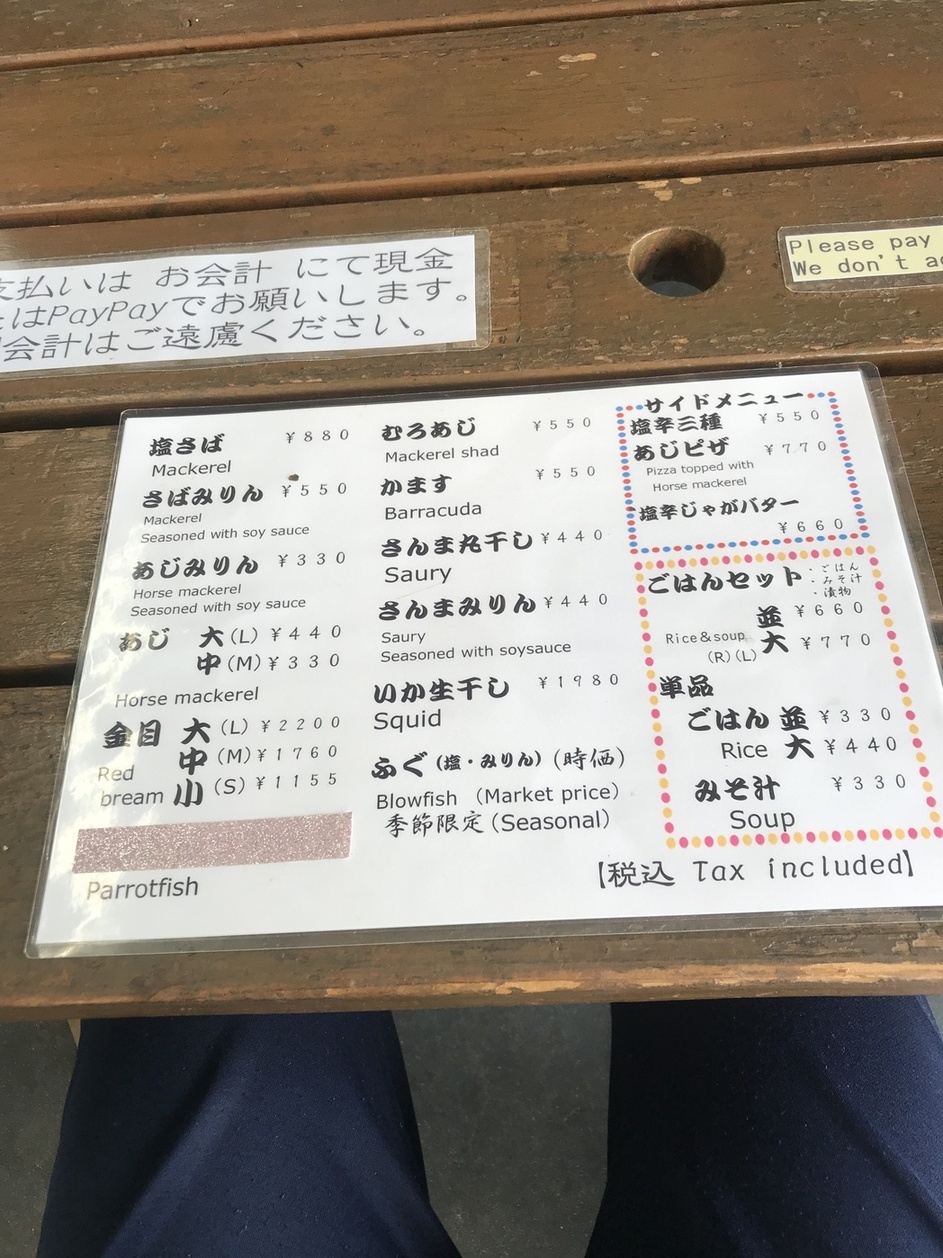 支払いは お会計 にて現金
はPayPayでお願いします。
会計はご遠慮ください。
Please pay
We don't
塩さば ¥880
Mackerel
さばみりん ¥550
Mackerel
Seasoned with soy sauce
あじみりん ¥330
Horse mackerel
Seasoned with soy sauce
あじ 大(L) ¥440
中(M) ¥330
Horse mackerel
金目 大(L) ¥2200
中(M) ¥1760
Red
bream 小(S) ¥1155
Parrotfish
むろあじ ¥550
Mackerel shad
かます ¥550
Barracuda
さんま丸干し ¥440
Saury
さんまみりん ¥440
Saury
Seasoned with soysauce
いか生干し ¥1980
Squid
ふぐ(塩・みりん)(時価)
Blowfish (Market price)
季節限定(Seasonal)
サイドメニュー
塩辛三種 ¥550
あじピザ ¥770
Pizza topped with
Horse mackerel
塩辛じゃがバター
¥660
ごはんセット
・ごはん
・みそ汁
・漬物
並 ¥660
Rice&soup 大 ¥770
(R)(L)
単品
ごはん 並 ¥330
Rice 大 ¥440
みそ汁 ¥330
Soup
【税込 Tax included】